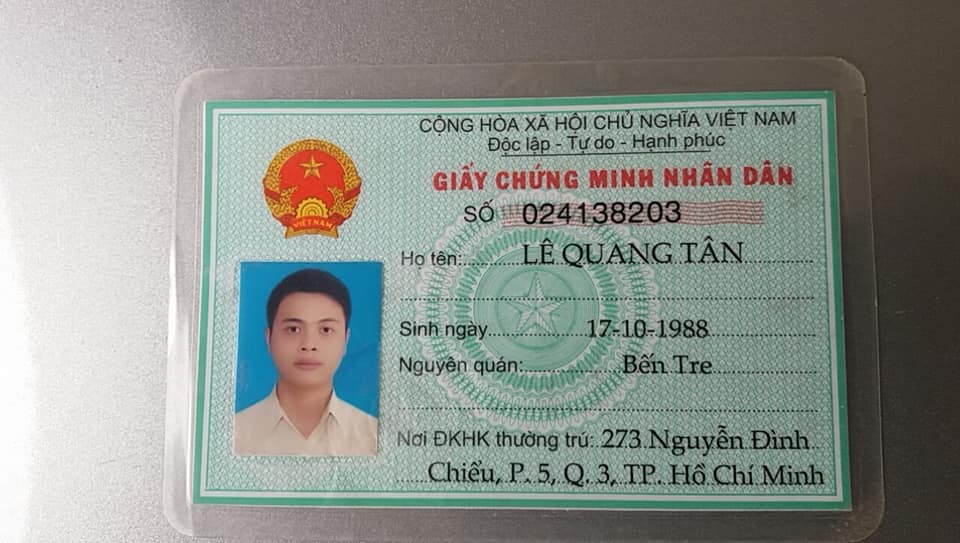 CỘNG HÒA XÃ HỘI CHỦ NGHĨA VIỆT NAM
Độc lập - Tự do - Hạnh phúc
GIẤY CHỨNG MINH NHÂN DÂN
SỐ 024138203
VIỆT NAM
Họ tên: LÊ QUANG TÂN
Sinh ngày 17-10-1988
Nguyên quán: Bến Tre
Nơi ĐKHK thường trú: 273 Nguyễn Đình
Chiểu, P. 5, Q. 3, TP. Hồ Chí Minh